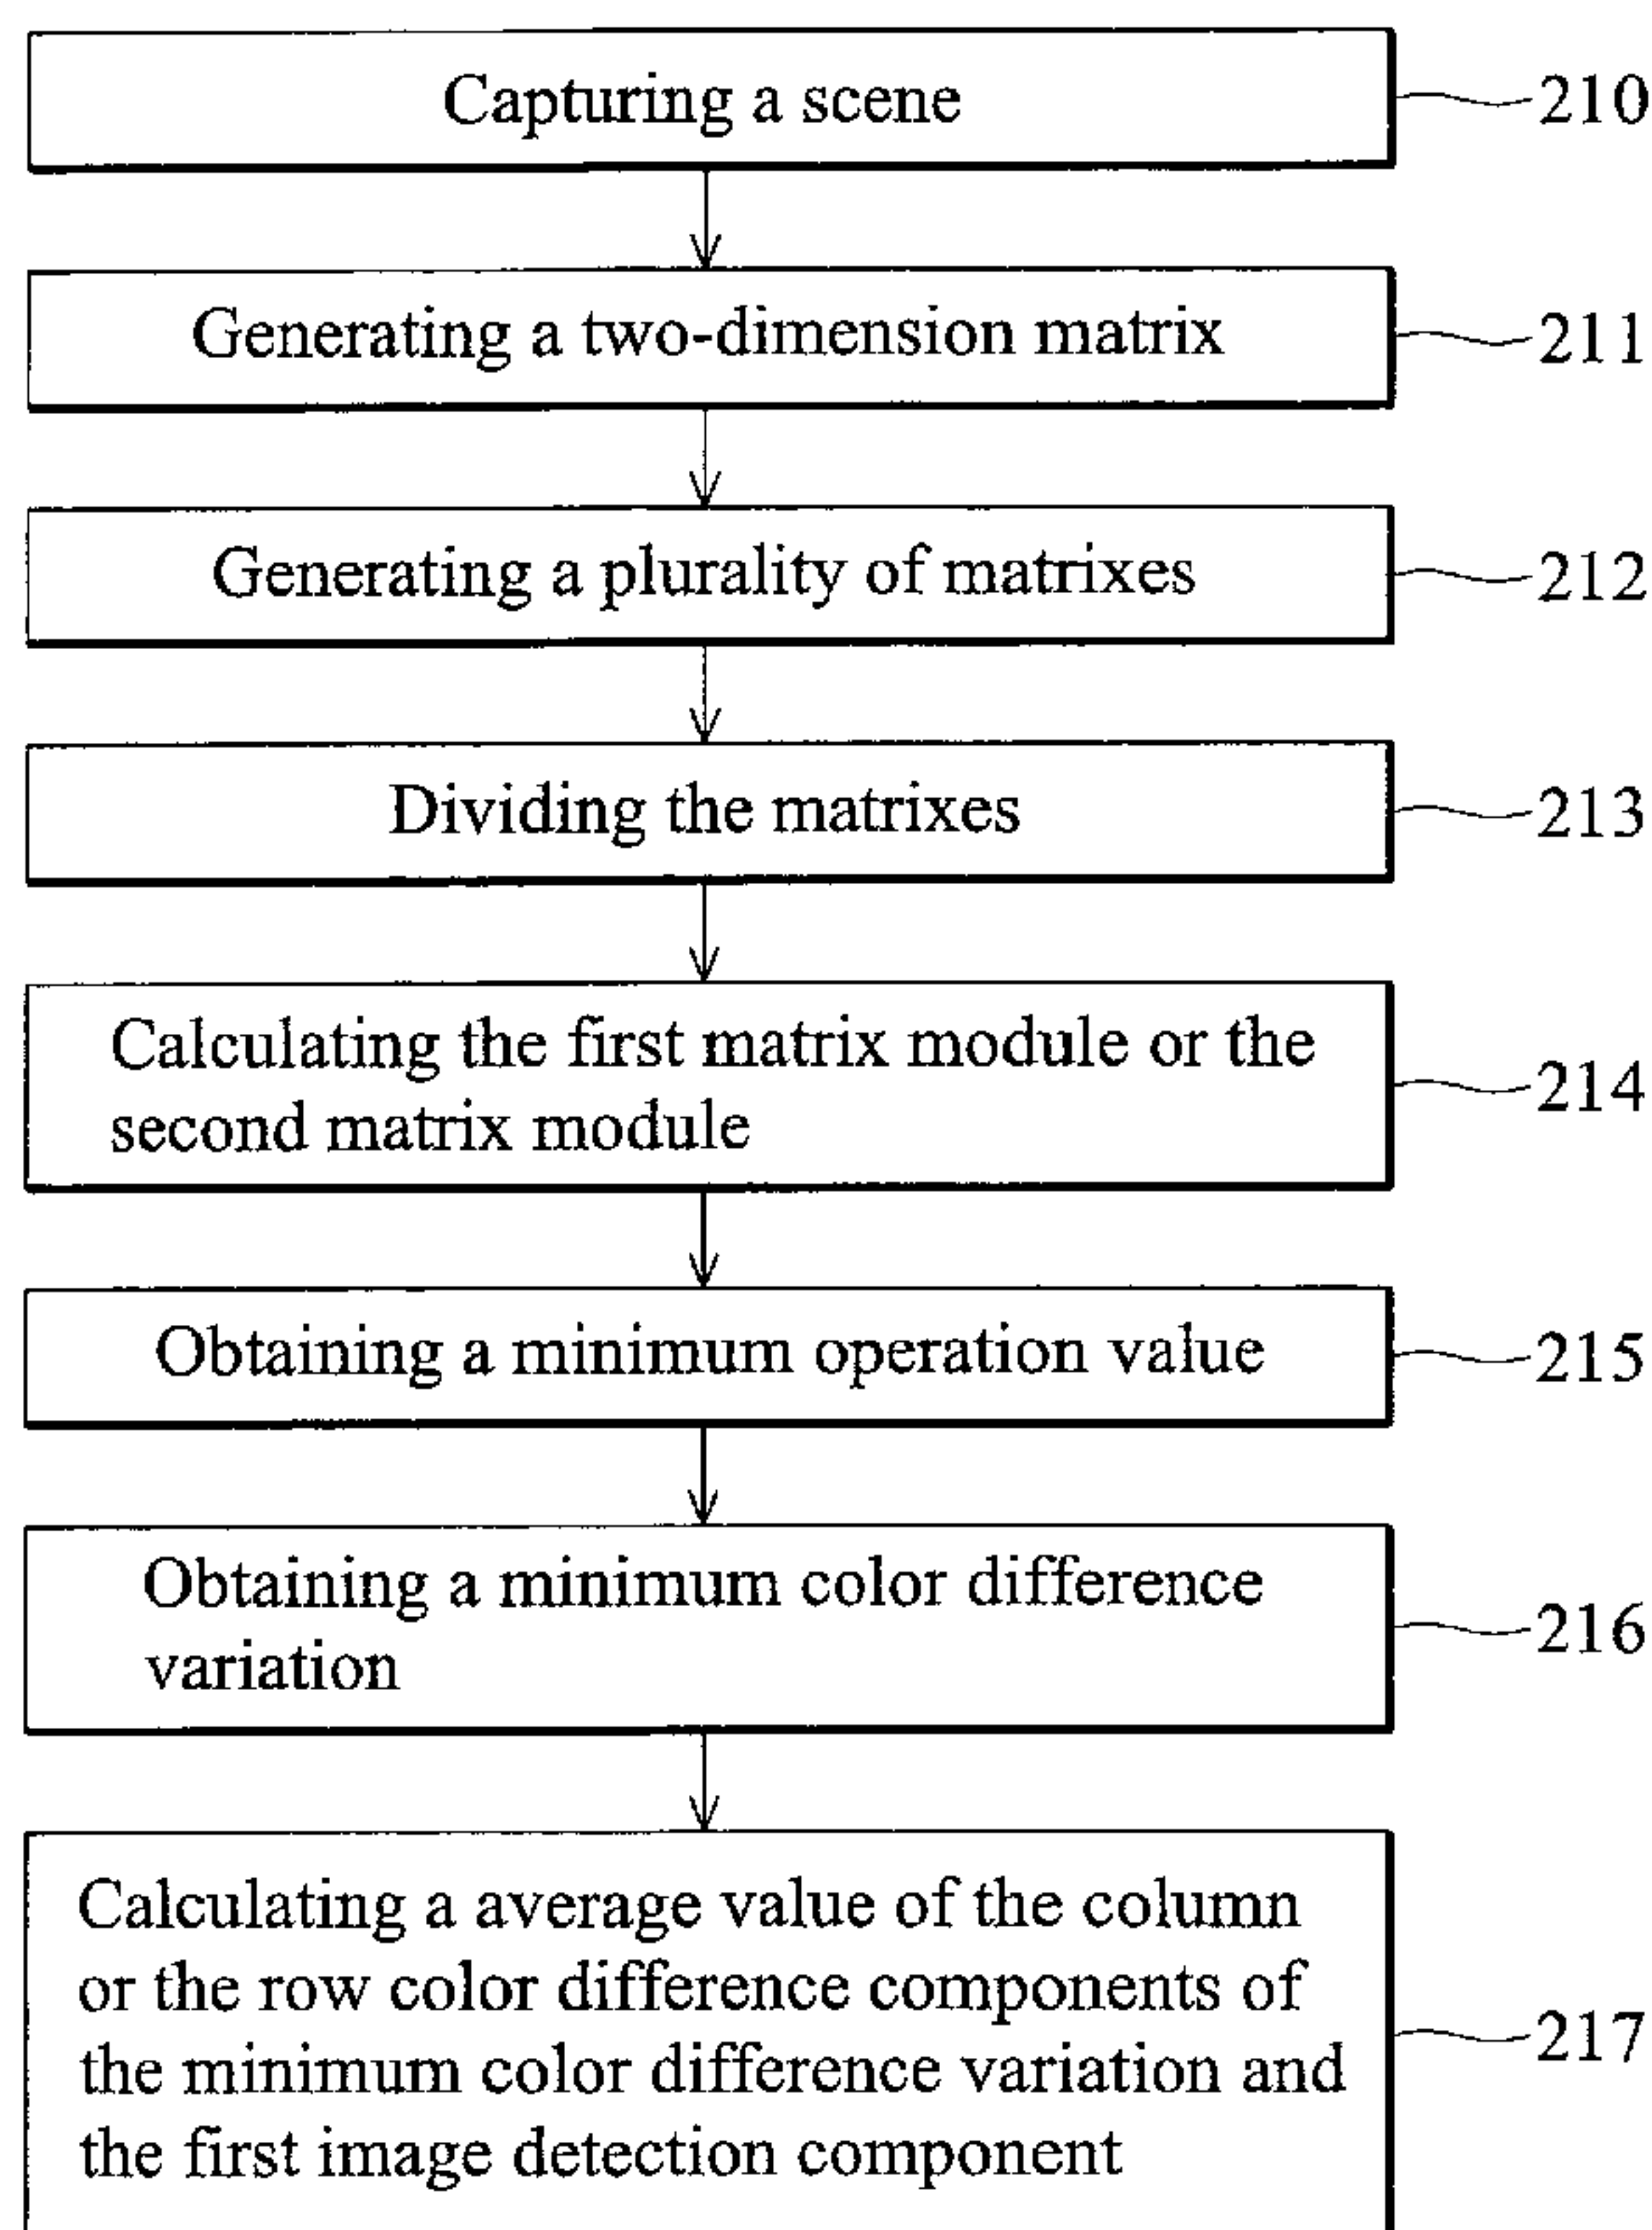 Capturing a scene
210
Generating a two-dimension matrix
211
Generating a plurality of matrixes
212
Dividing the matrixes
213
Calculating the first matrix module or the
second matrix module
214
Obtaining a minimum operation value
215
Obtaining a minimum color difference
variation
216
Calculating a average value of the column
or the row color difference components of
the minimum color difference variation and
the first image detection component
217